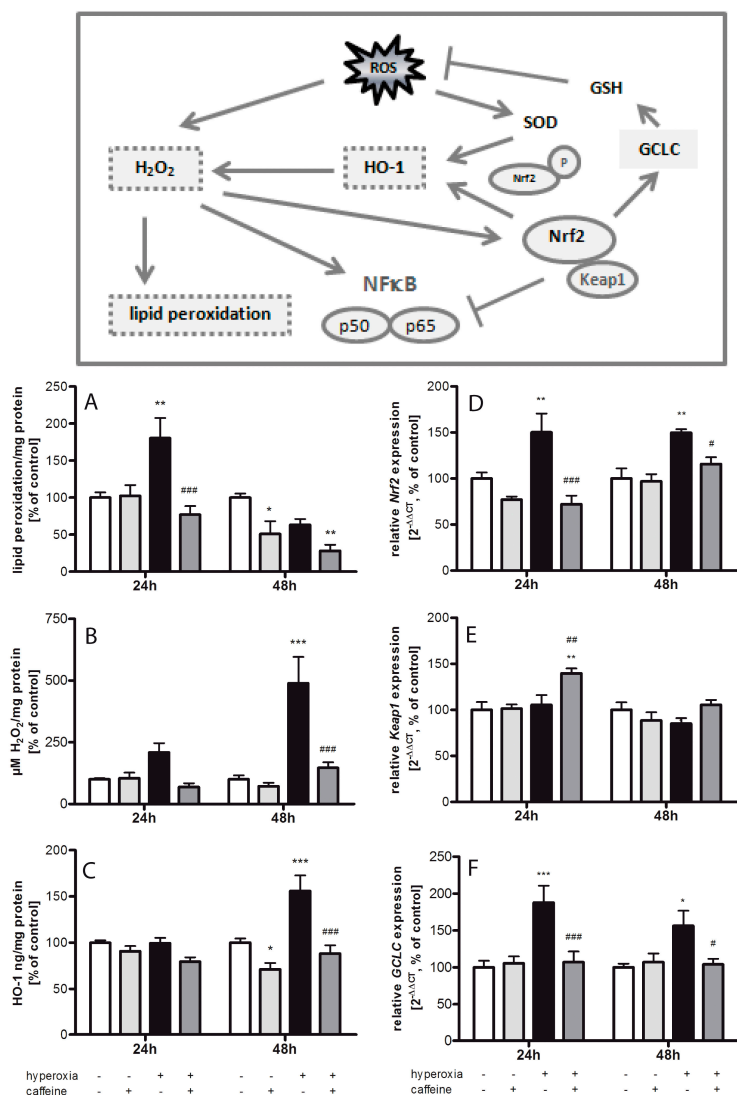 ROS
GSH
SOD
GCLC
H2O2
HO-1
Nrf2
P
Nrf2
Keap1
NFκB
lipid peroxidation
p50
p65
A
lipid peroxidation/mg protein
[% of control]
250
200
150
100
50
0
**
###
*
**
24h
48h
B
µM H2O2/mg protein
[% of control]
750
500
250
0
***
###
24h
48h
C
HO-1 ng/mg protein
[% of control]
200
150
100
50
0
*
***
###
24h
48h
hyperoxia - - + + - - + +
caffeine - + - + - + - +
D
relative Nrf2 expression
[2-ΔΔCT, % of control]
200
150
100
50
0
**
###
**
#
24h
48h
E
relative Keap1 expression
[2-ΔΔCT, % of control]
200
150
100
50
0
##
**
24h
48h
F
relative GCLC expression
[2-ΔΔCT, % of control]
250
200
150
100
50
0
***
###
*
#
24h
48h
hyperoxia - - + + - - + +
caffeine - + - + - + - +